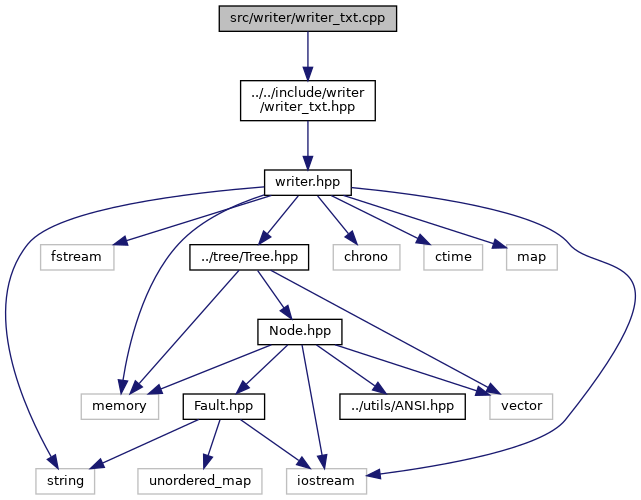 src/writer/writer_txt.cpp
../../include/writer
/writer_txt.hpp
writer.hpp
fstream
../tree/Tree.hpp
chrono
ctime
map
Node.hpp
memory
Fault.hpp
../utils/ANSI.hpp
vector
string
unordered_map
iostream